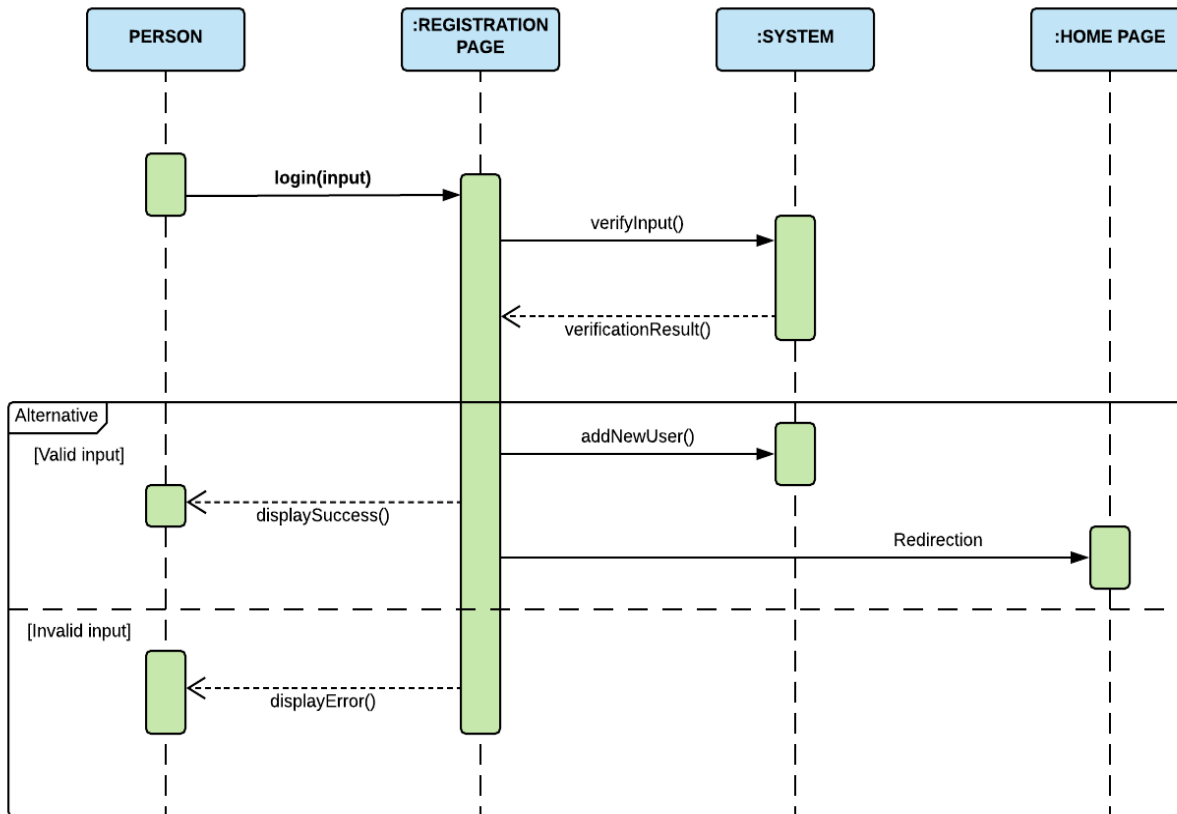 PERSON
:REGISTRATION
PAGE
:SYSTEM
:HOME PAGE
login(input)
verifyInput()
verificationResult()
Alternative
[Valid input]
addNewUser()
displaySuccess()
Redirection
[Invalid input]
displayError()